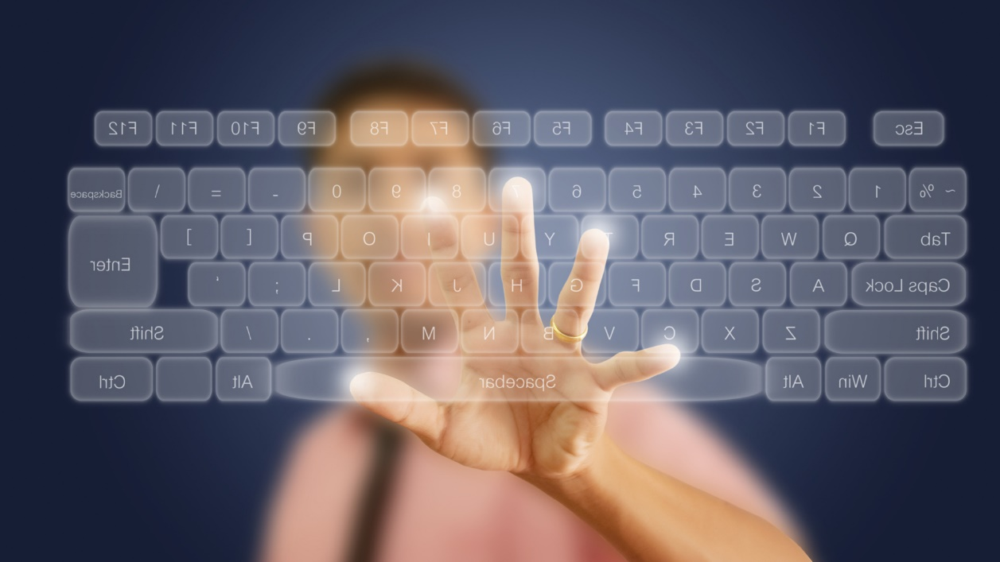 Esc F1 F2 F3 F4 F5 F6 F7 F8 F9 F10 F11 F12
~ % 1 2 3 4 5 6 7 8 9 0 - = \ Backspace
Tab Q W E R T Y U I O P [ ]
Caps Lock A S D F G H J K L ; ' Enter
Shift Z X C V B N M , . / Shift
Ctrl Win Alt Spacebar Alt Ctrl